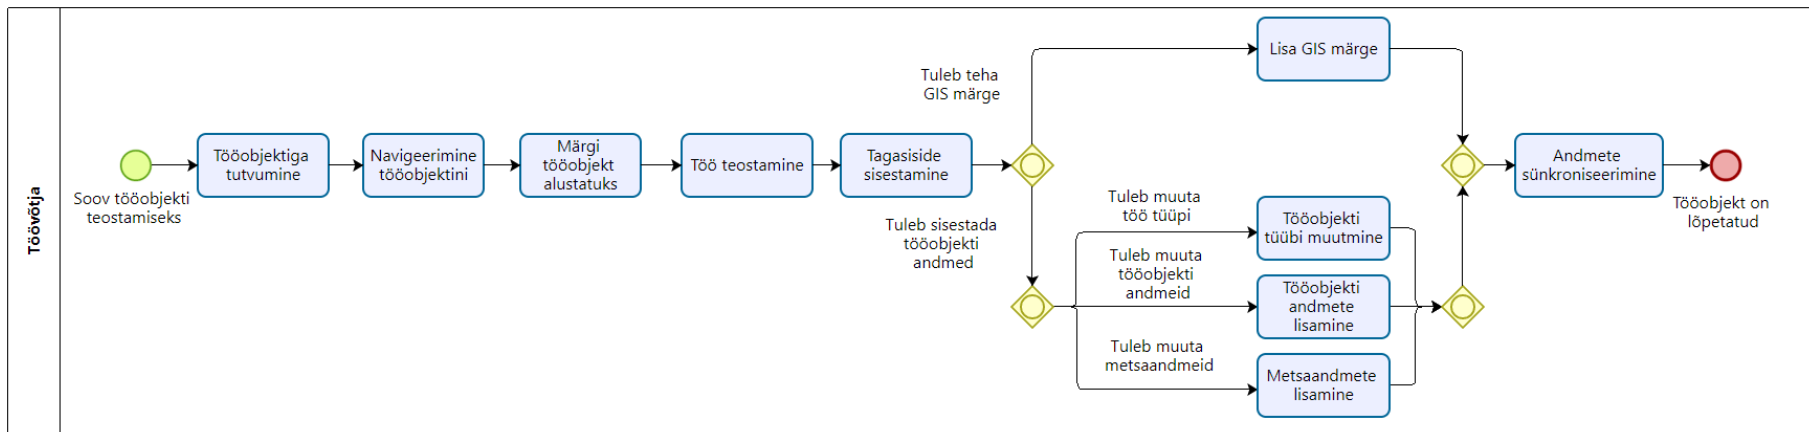 Töövõtja
Soov tööobjekti
teostamiseks
Tööobjektiga
tutvumine
Navigeerimine
tööobjektini
Märgi
tööobjekt
alustatuks
Töö teostamine
Tagasiside
sisestamine
Tuleb teha
GIS märge
Tuleb sisestada
tööobjekti
andmed
Lisa GIS märge
Tuleb muuta
töö tüüpi
Tööobjekti
tüübi muutmine
Tuleb muuta
tööobjekti
andmeid
Tööobjekti
andmete
lisamine
Tuleb muuta
metsaandmeid
Metsaandmete
lisamine
Andmete
sünkroniseerimine
Tööobjekt on
lõpetatud